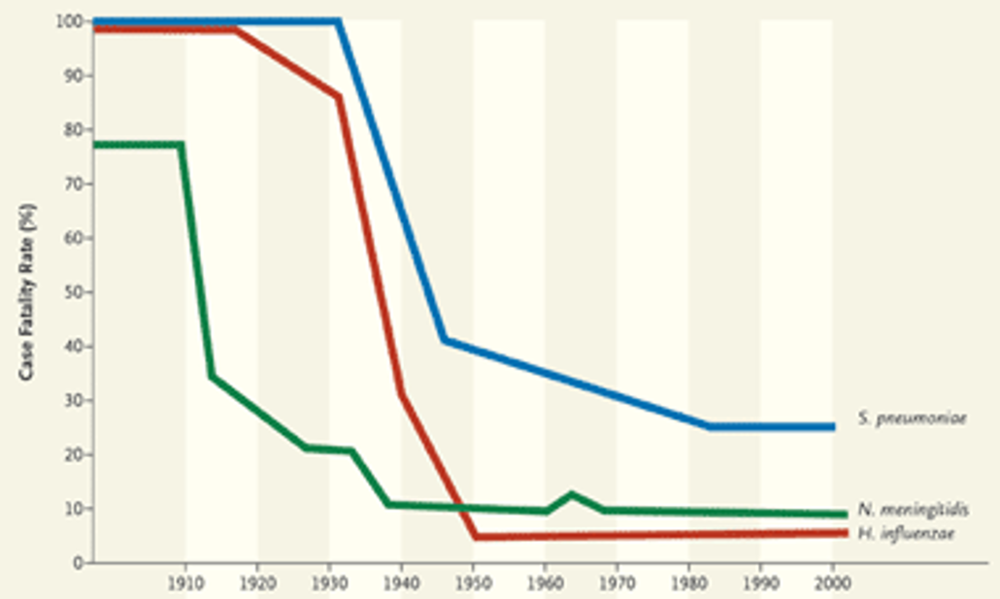 Case Fatality Rate (%)
100
90
80
70
60
50
40
30
20
10
0
S. pneumoniae
N. meningitidis
H. influenzae
1910 1920 1930 1940 1950 1960 1970 1980 1990 2000